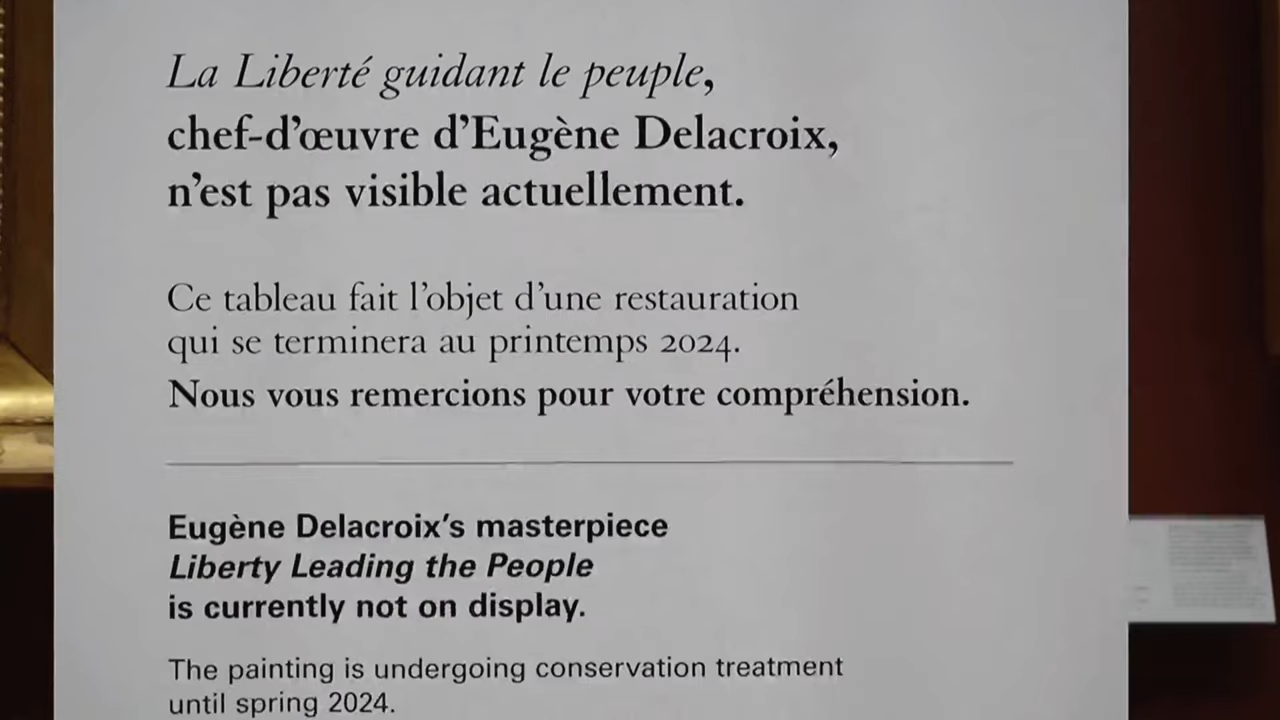 La Liberté guidant le peuple,
chef-d’œuvre d’Eugène Delacroix,
n’est pas visible actuellement.
Ce tableau fait l’objet d’une restauration
qui se terminera au printemps 2024.
Nous vous remercions pour votre compréhension.
Eugène Delacroix’s masterpiece
Liberty Leading the People
is currently not on display.
The painting is undergoing conservation treatment
until spring 2024.